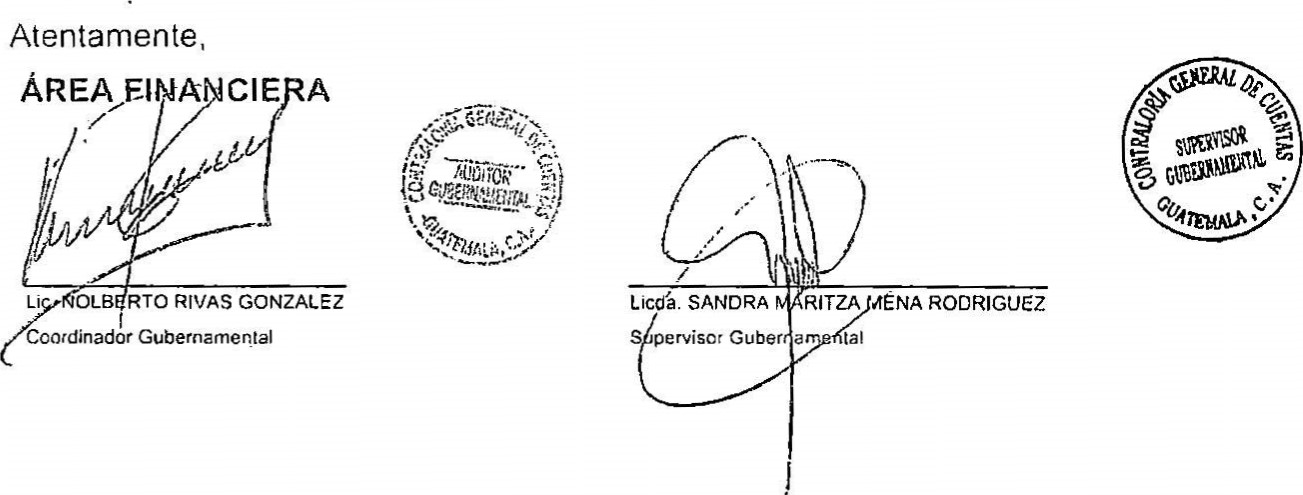 Atentamente,
ÁREA FINANCIERA
CONTRALORÍA GENERAL DE CUENTAS
AUDITOR
GUBERNAMENTAL
GUATEMALA, C.A.
CONTRALORÍA GENERAL DE CUENTAS
SUPERVISOR
GUBERNAMENTAL
GUATEMALA, C.A.
Lic. NOLBERTO RIVAS GONZALEZ
Coordinador Gubernamental
Licda. SANDRA MARITZA MENA RODRIGUEZ
Supervisor Gubernamental